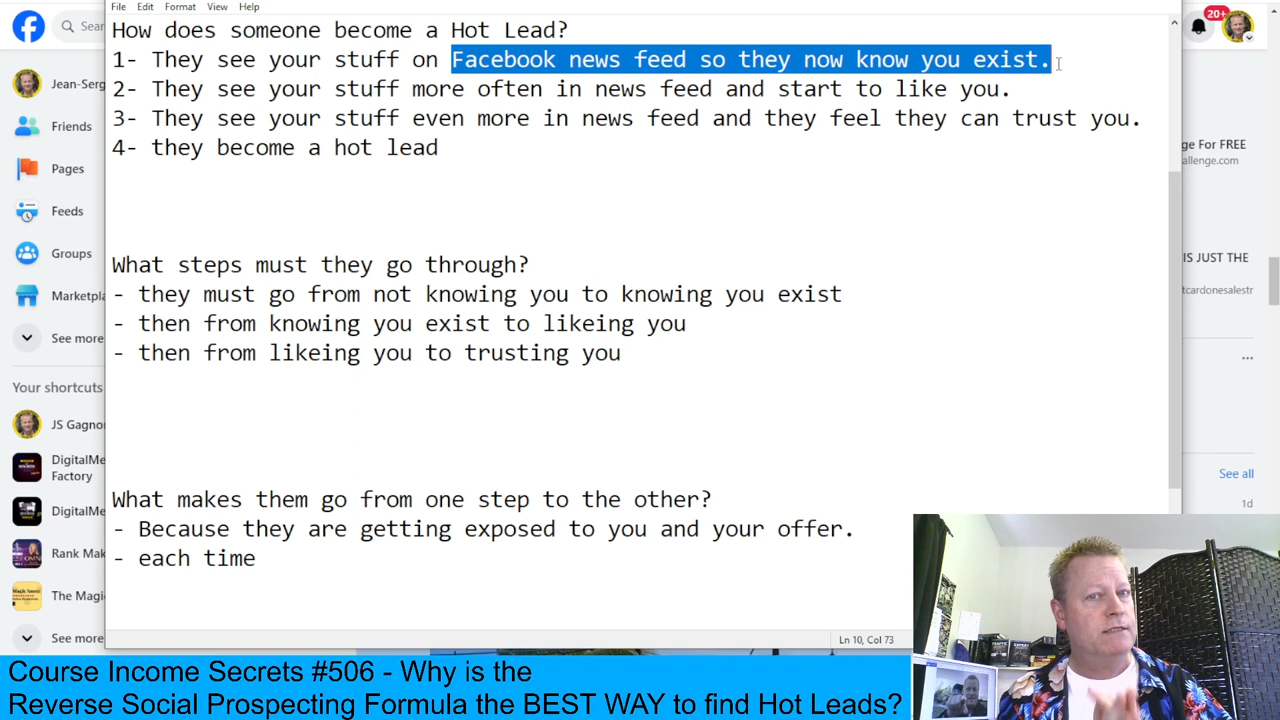 File Edit Format View Help
How does someone become a Hot Lead?
1- They see your stuff on Facebook news feed so they now know you exist.
2- They see your stuff more often in news feed and start to like you.
3- They see your stuff even more in news feed and they feel they can trust you.
4- they become a hot lead
What steps must they go through?
- they must go from not knowing you to knowing you exist
- then from knowing you exist to likeing you
- then from likeing you to trusting you
What makes them go from one step to the other?
- Because they are getting exposed to you and your offer.
- each time
Ln 10, Col 73
Sear
Jean-Serg
Friends
Pages
Feeds
Groups
Marketpla
See more
Your shortcuts
JS Gagnon
DigitalMe
Factory
DigitalMe
Rank Mak
The Magi
See more
20+
ge For FREE
allenge.com
IS JUST THE
tcardonesalestr
See all
1d
Course Income Secrets #506 - Why is the
Reverse Social Prospecting Formula the BEST WAY to find Hot Leads?